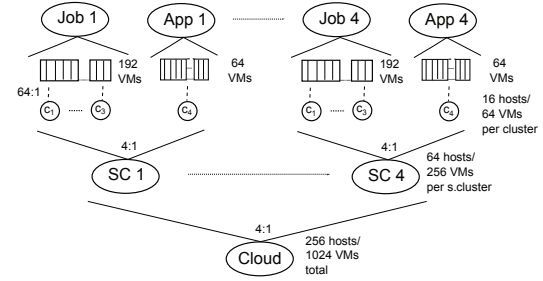 Job 1
App 1
Job 4
App 4
192
VMs
64
VMs
192
VMs
64
VMs
64:1
c1
c3
c4
c1
c3
c4
16 hosts/
64 VMs
per cluster
4:1
4:1
SC 1
SC 4
64 hosts/
256 VMs
per s.cluster
4:1
Cloud
256 hosts/
1024 VMs
total